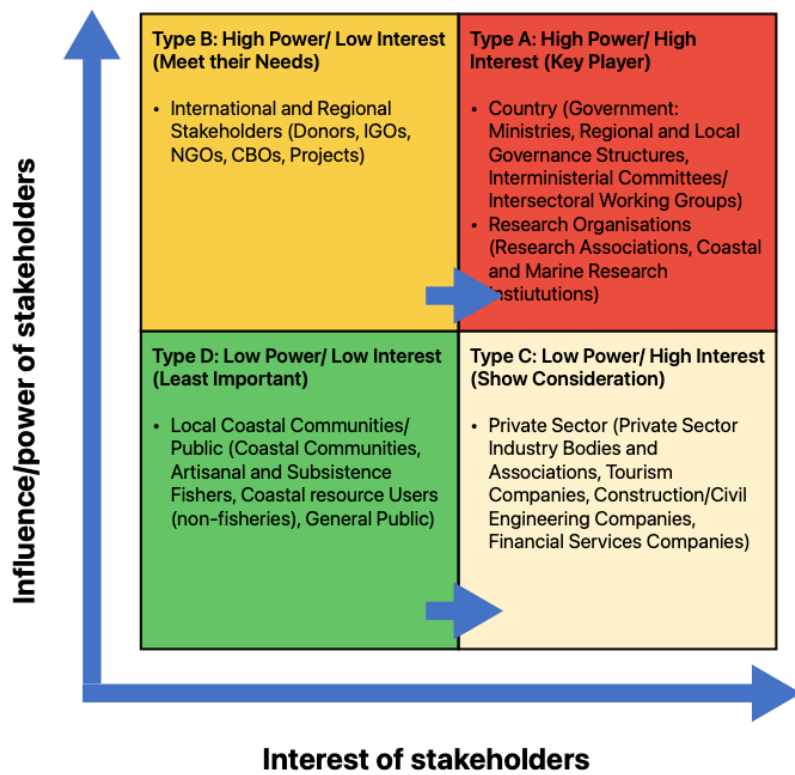 Influence/power of stakeholders
Type B: High Power/ Low Interest
(Meet their Needs)
• International and Regional
Stakeholders (Donors, IGOs,
NGOs, CBOs, Projects)
Type A: High Power/ High
Interest (Key Player)
• Country (Government:
Ministries, Regional and Local
Governance Structures,
Interministerial Committees/
Intersectoral Working Groups)
• Research Organisations
(Research Associations, Coastal
and Marine Research
Instiututions)
Type D: Low Power/ Low Interest
(Least Important)
• Local Coastal Communities/
Public (Coastal Communities,
Artisanal and Subsistence
Fishers, Coastal resource Users
(non-fisheries), General Public)
Type C: Low Power/ High Interest
(Show Consideration)
• Private Sector (Private Sector
Industry Bodies and
Associations, Tourism
Companies, Construction/Civil
Engineering Companies,
Financial Services Companies)
Interest of stakeholders